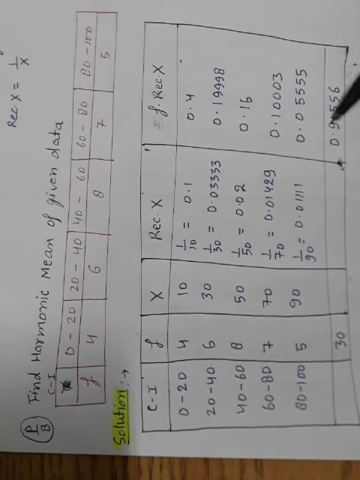 P/8 Find Harmonic Mean of given data
Rec.X = 1/X
C-I 0-20 20-40 40-60 60-80 80-100
f 4 6 8 7 5
Solution :→
C-I f X Rec.X f.Rec.X
0-20 4 10 1/10 = 0.1 0.4
20-40 6 30 1/30 = 0.03333 0.19998
40-60 8 50 1/50 = 0.02 0.16
60-80 7 70 1/70 = 0.01429 0.10003
80-100 5 90 1/90 = 0.0111 0.05555
30